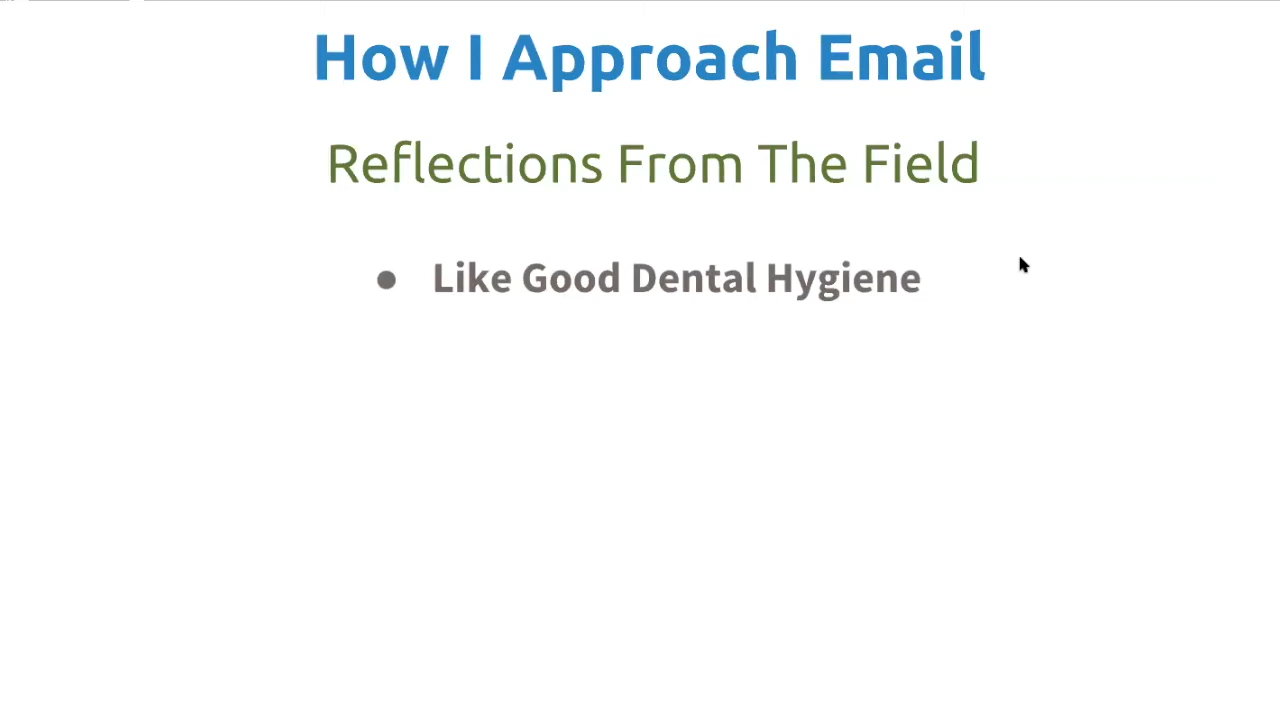 How I Approach Email
Reflections From The Field
● Like Good Dental Hygiene